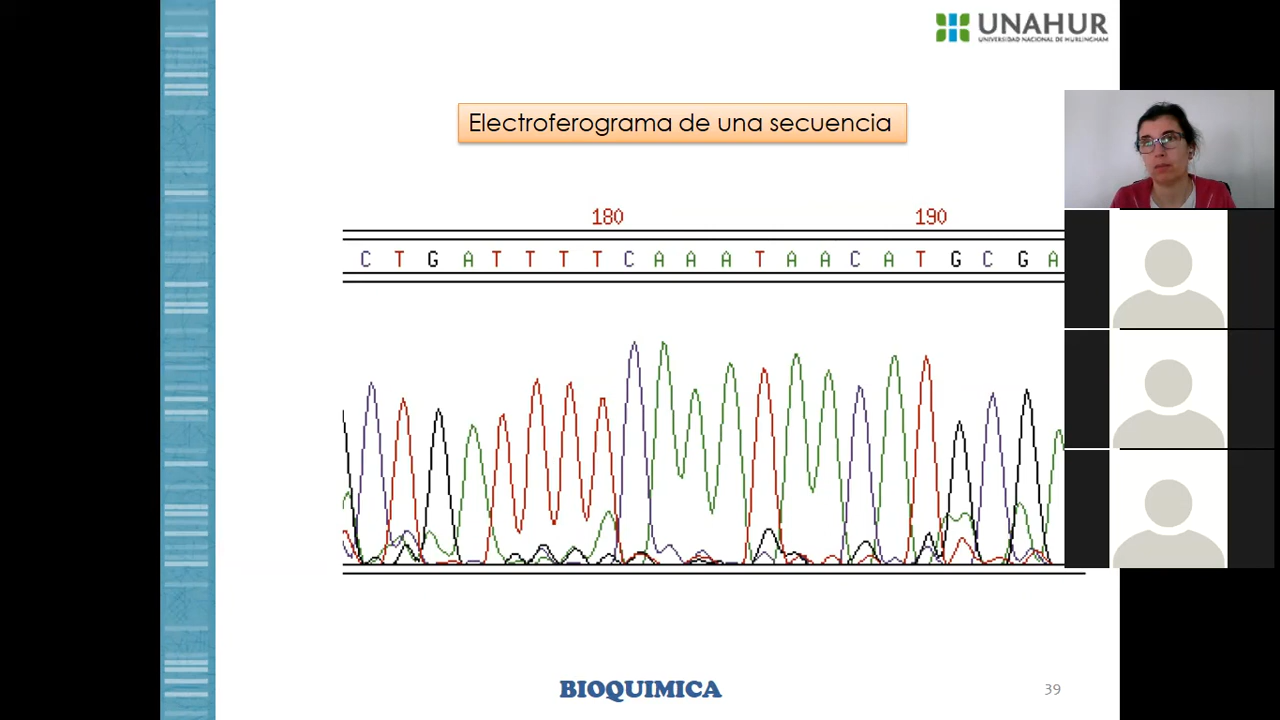 UNAHUR
UNIVERSIDAD NACIONAL DE HURLINGHAM
Electroferograma de una secuencia
180 190
C T G A T T T T C A A A T A A C A T G C G A
BIOQUIMICA
39